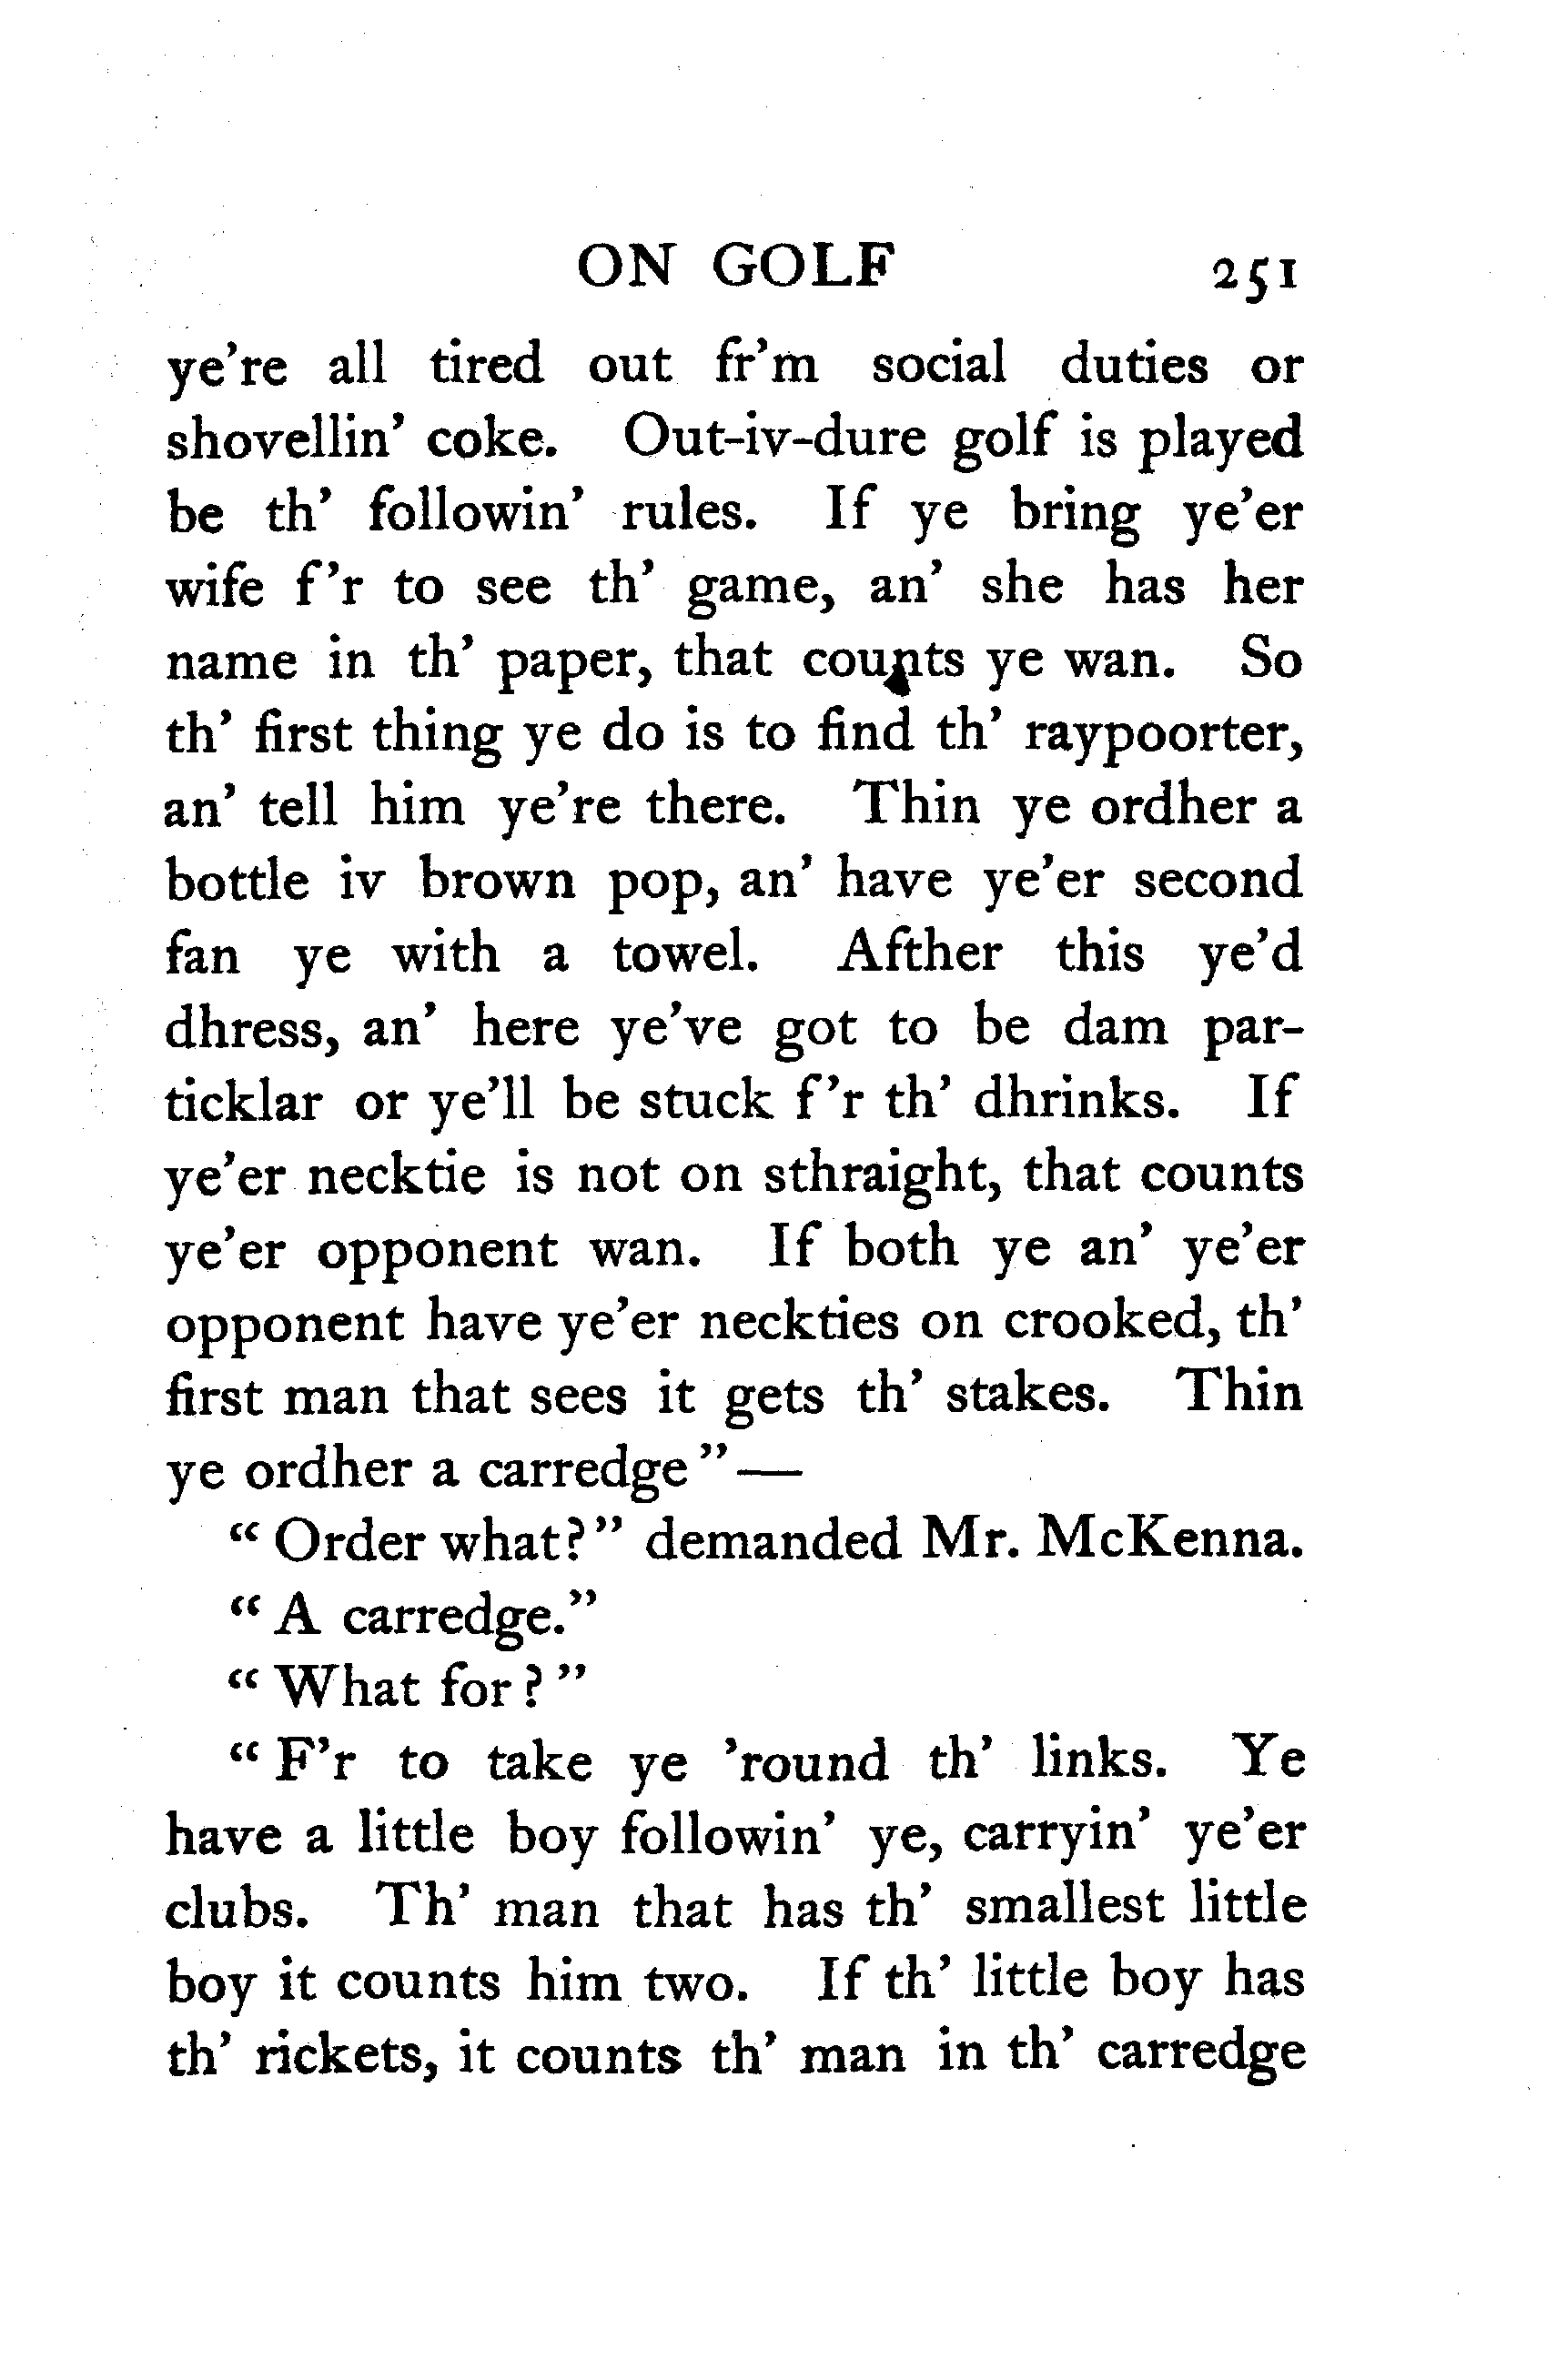 ON GOLF 251
ye're all tired out fr'm social duties or
shovellin' coke. Out-iv-dure golf is played
be th' followin' rules. If ye bring ye'er
wife f'r to see th' game, an' she has her
name in th' paper, that counts ye wan. So
th' first thing ye do is to find th' raypoorter,
an' tell him ye're there. Thin ye ordher a
bottle iv brown pop, an' have ye'er second
fan ye with a towel. Afther this ye'd
dhress, an' here ye've got to be dam par-
ticklar or ye'll be stuck f'r th' dhrinks. If
ye'er necktie is not on sthraight, that counts
ye'er opponent wan. If both ye an' ye'er
opponent have ye'er neckties on crooked, th'
first man that sees it gets th' stakes. Thin
ye ordher a carredge"—
"Order what?" demanded Mr. McKenna.
"A carredge."
"What for?"
"F'r to take ye 'round th' links. Ye
have a little boy followin' ye, carryin' ye'er
clubs. Th' man that has th' smallest little
boy it counts him two. If th' little boy has
th' rickets, it counts th' man in th' carredge